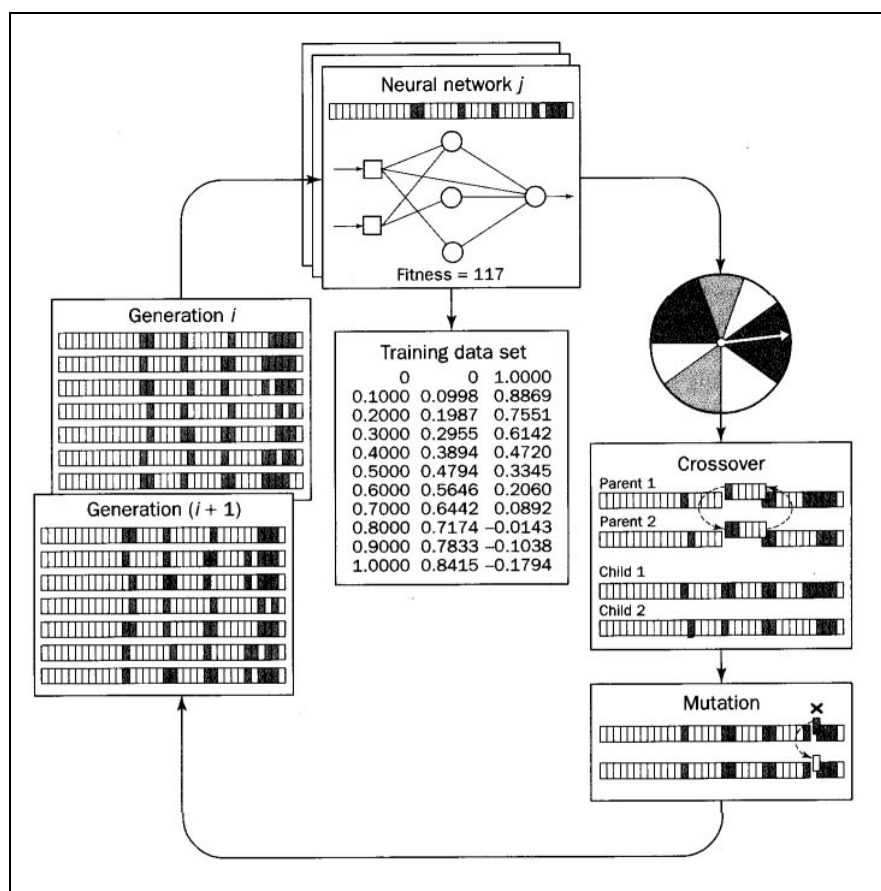 Neural network j
Fitness = 117
Generation i
Generation (i + 1)
Training data set
0 0 1.0000
0.1000 0.0998 0.8869
0.2000 0.1987 0.7551
0.3000 0.2955 0.6142
0.4000 0.3894 0.4720
0.5000 0.4794 0.3345
0.6000 0.5646 0.2060
0.7000 0.6442 0.0892
0.8000 0.7174 –0.0143
0.9000 0.7833 –0.1038
1.0000 0.8415 –0.1794
Crossover
Parent 1
Parent 2
Child 1
Child 2
Mutation
×